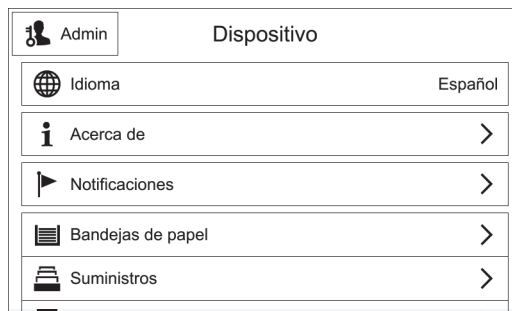 Admin
Dispositivo
Idioma
Español
Acerca de
Notificaciones
Bandejas de papel
Suministros